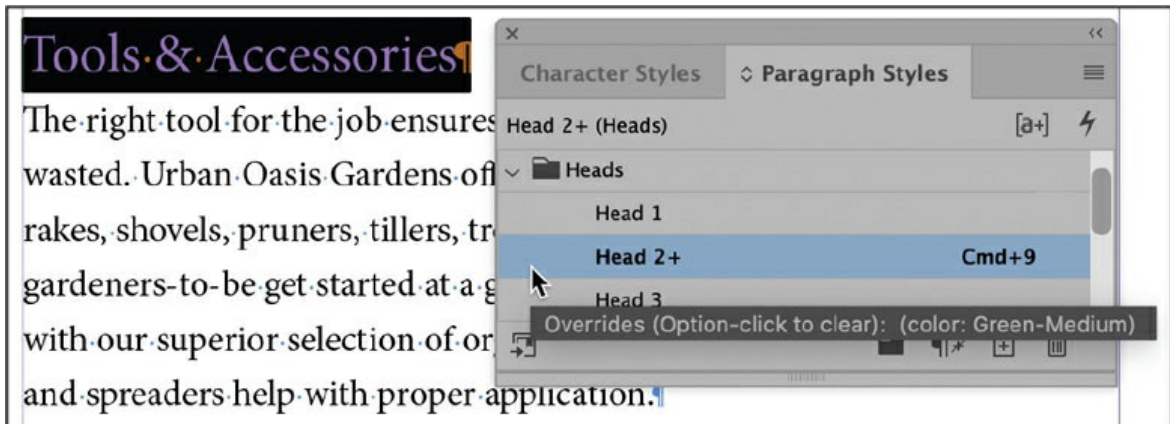 Tools & Accessories¶
The right tool for the job ensures
wasted. Urban Oasis Gardens off
rakes, shovels, pruners, tillers, tr
gardeners-to-be get started at a g
with our superior selection of or
and spreaders help with proper application.¶
Character Styles
Paragraph Styles
Head 2+ (Heads)
[a+]
Heads
Head 1
Head 2+ Cmd+9
Head 3
Overrides (Option-click to clear): (color: Green-Medium)